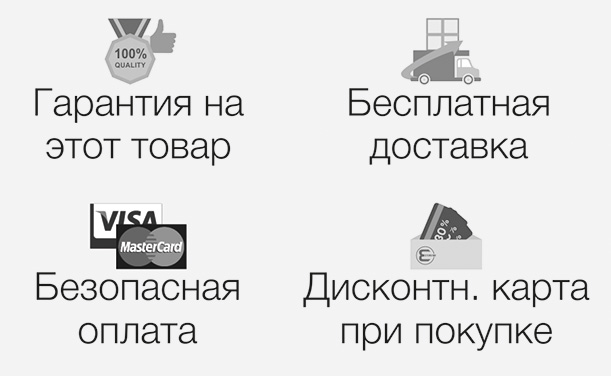 100%
QUALITY
Гарантия на
этот товар
Бесплатная
доставка
VISA
MasterCard
Безопасная
оплата
Дисконтн. карта
при покупке